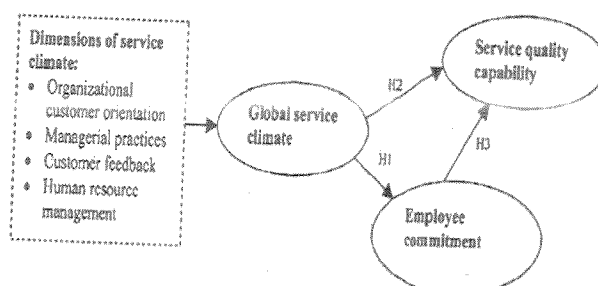 Dimensions of service
climate:
• Organizational
customer orientation
• Managerial practices
• Customer feedback
• Human resource
management
Global service
climate
H2
H1
H3
Service quality
capability
Employee
commitment